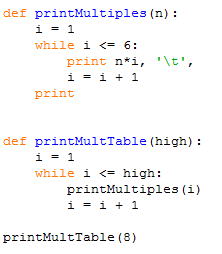 def printMultiples(n):
    i = 1
    while i <= 6:
        print n*i, '\t',
        i = i + 1
    print

def printMultTable(high):
    i = 1
    while i <= high:
        printMultiples(i)
        i = i + 1

printMultTable(8)